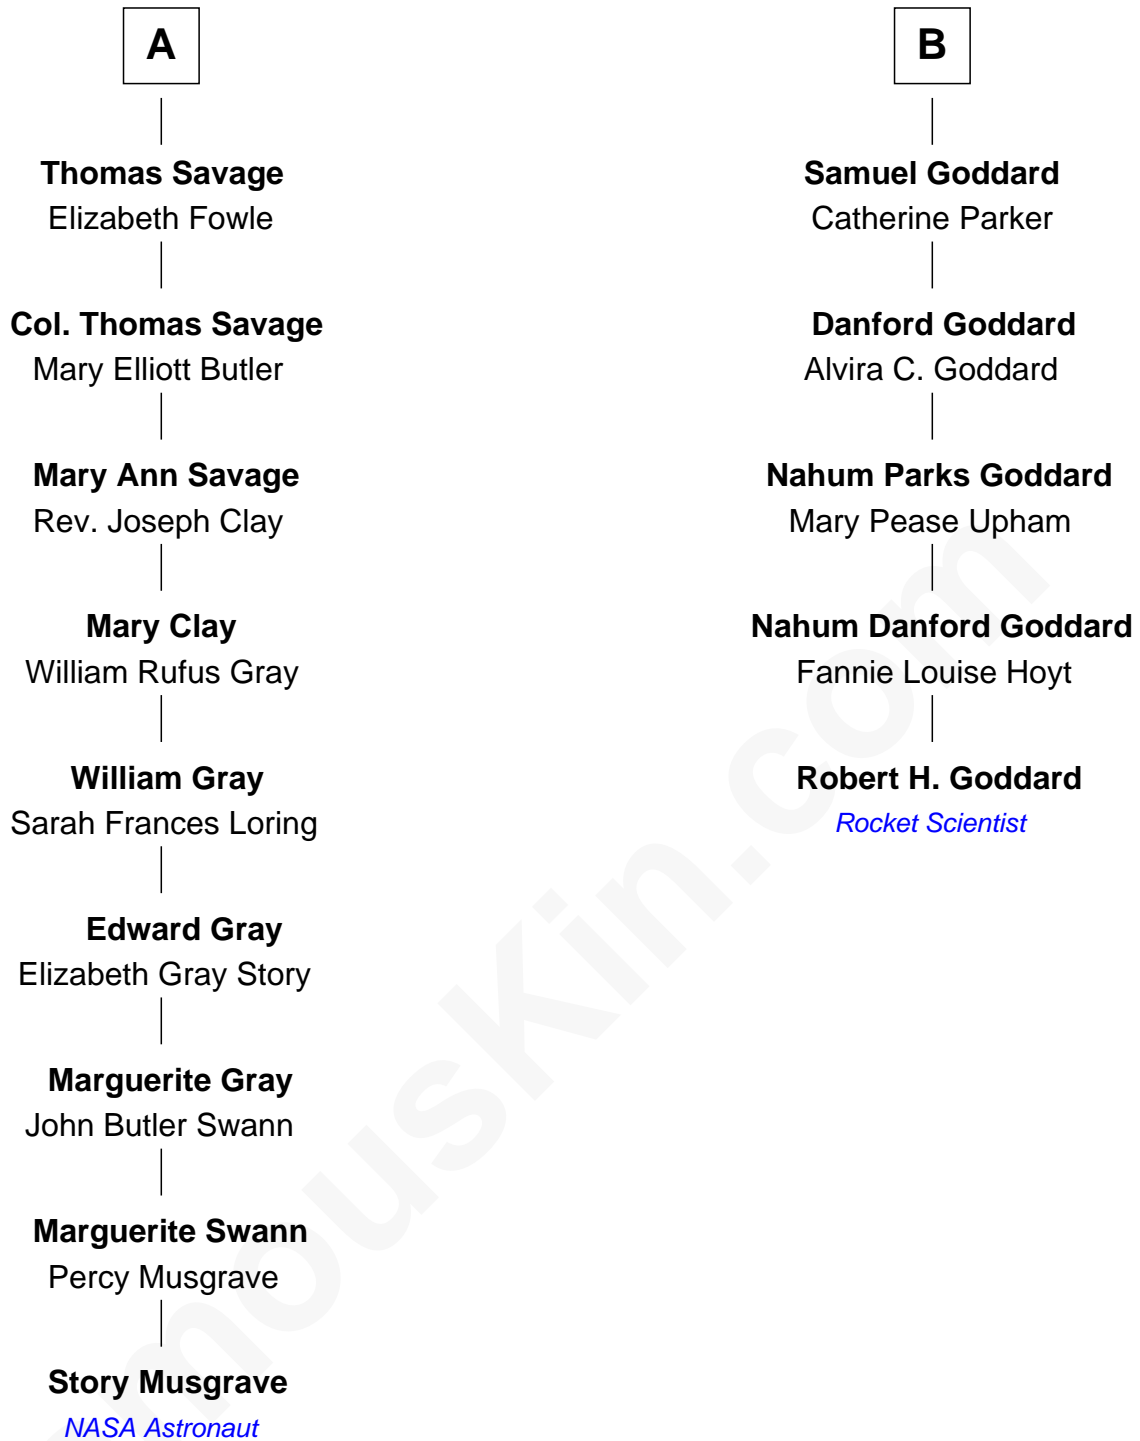 A
Thomas Savage
Elizabeth Fowle
Col. Thomas Savage
Mary Elliott Butler
Mary Ann Savage
Rev. Joseph Clay
Mary Clay
William Rufus Gray
William Gray
Sarah Frances Loring
Edward Gray
Elizabeth Gray Story
Marguerite Gray
John Butler Swann
Marguerite Swann
Percy Musgrave
Story Musgrave
NASA Astronaut
B
Samuel Goddard
Catherine Parker
Danford Goddard
Alvira C. Goddard
Nahum Parks Goddard
Mary Pease Upham
Nahum Danford Goddard
Fannie Louise Hoyt
Robert H. Goddard
Rocket Scientist
mouskin.com